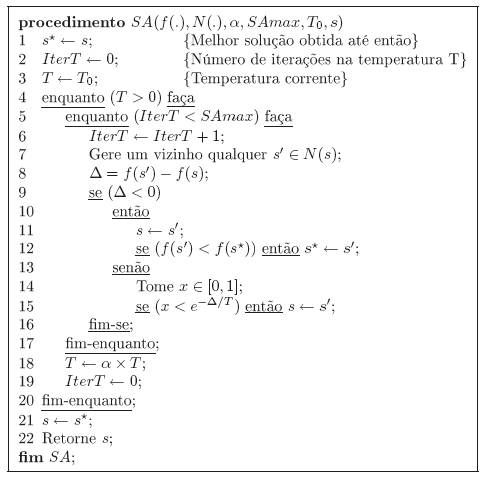 procedimento SA(f(.), N(.), α, SAmax, T₀, s)
1 s* ← s; {Melhor solução obtida até então}
2 IterT ← 0; {Número de iterações na temperatura T}
3 T ← T₀; {Temperatura corrente}
4 enquanto (T > 0) faça
5 enquanto (IterT < SAmax) faça
6 IterT ← IterT + 1;
7 Gere um vizinho qualquer s′ ∈ N(s);
8 Δ = f(s′) − f(s);
9 se (Δ < 0)
10 então
11 s ← s′;
12 se (f(s′) < f(s*)) então s* ← s′;
13 senão
14 Tome x ∈ [0, 1];
15 se (x < e^{−Δ/T}) então s ← s′;
16 fim-se;
17 fim-enquanto;
18 T ← α × T;
19 IterT ← 0;
20 fim-enquanto;
21 s ← s*;
22 Retorne s;
fim SA;